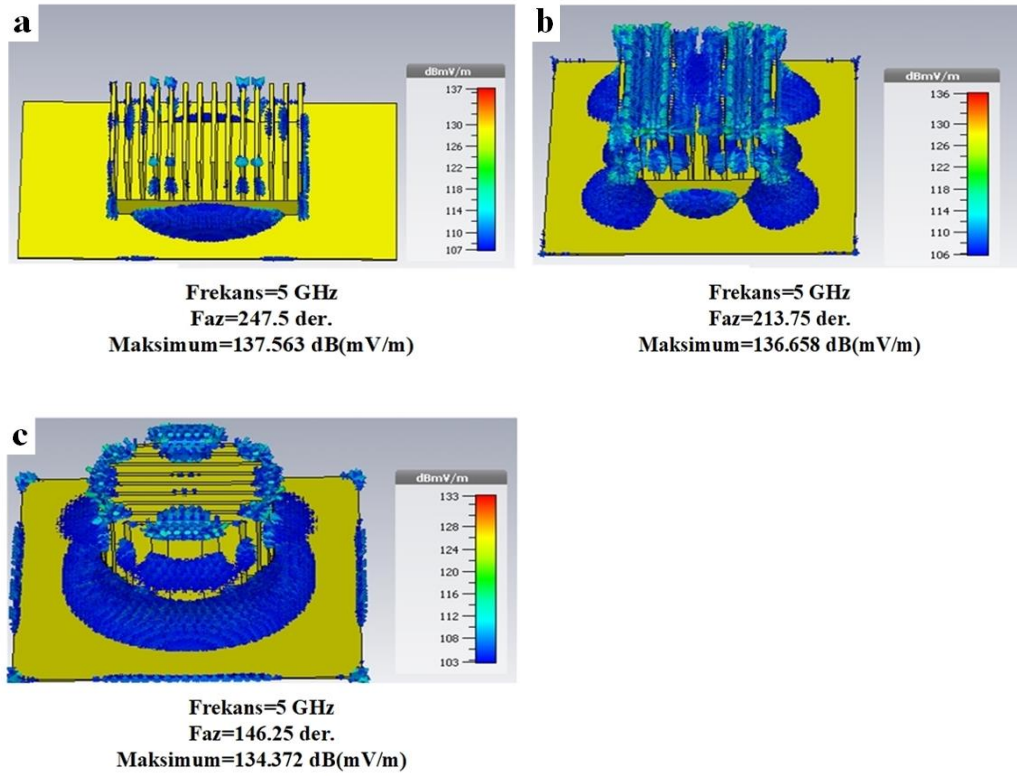 a
dBmV/m
137
130
126
122
118
114
110
107
Frekans=5 GHz
Faz=247.5 der.
Maksimum=137.563 dB(mV/m)
b
dBmV/m
136
130
126
122
118
114
110
106
Frekans=5 GHz
Faz=213.75 der.
Maksimum=136.658 dB(mV/m)
c
dBmV/m
133
128
124
120
116
112
108
103
Frekans=5 GHz
Faz=146.25 der.
Maksimum=134.372 dB(mV/m)